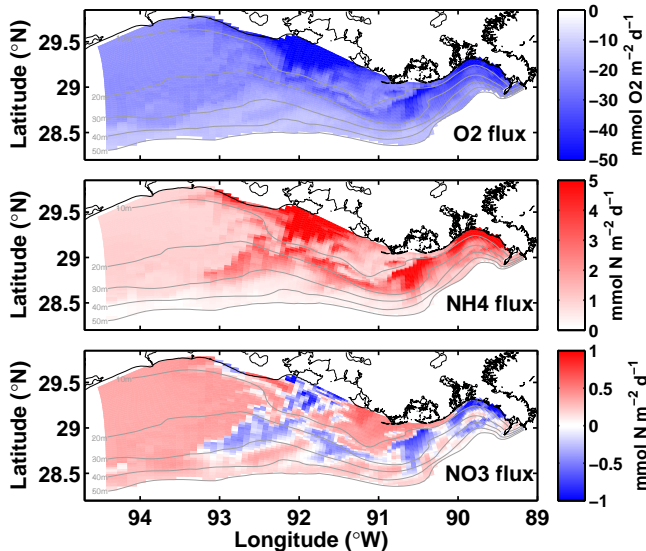 29.5
29
28.5
Latitude (°N)
20m
30m
40m
50m
O2 flux
0
−10
−20
−30
−40
−50
mmol O2 m−2 d−1
29.5
29
28.5
Latitude (°N)
10m
20m
30m
40m
50m
NH4 flux
5
4
3
2
1
0
mmol N m−2 d−1
29.5
29
28.5
Latitude (°N)
10m
20m
30m
40m
50m
NO3 flux
1
0.5
0
−0.5
−1
mmol N m−2 d−1
94 93 92 91 90 89
Longitude (°W)